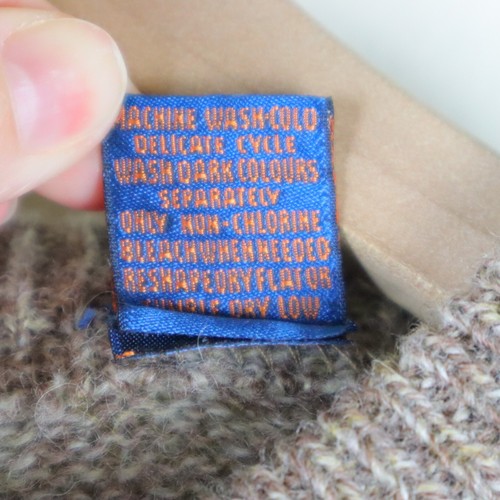 MACHINE WASH·COLD
DELICATE CYCLE
WASH DARK COLOURS
SEPARATELY
ONLY NON-CHLORINE
BLEACH WHEN NEEDED
RESHAPE DRY FLAT OR
TUMBLE DRY LOW